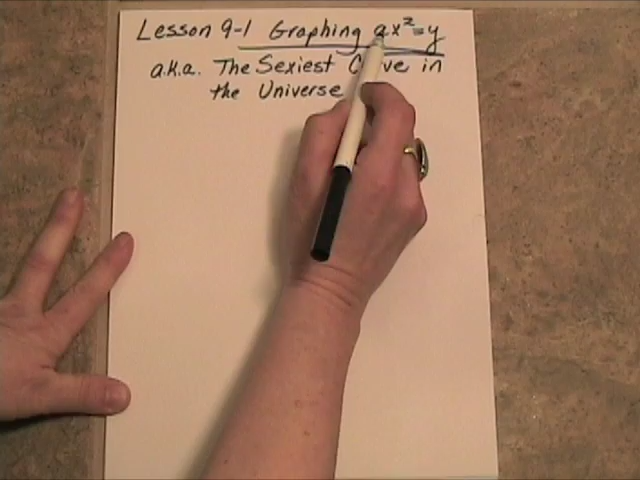 Lesson 9-1 Graphing ax²=y
a.k.a. The Sexiest in
the Universe